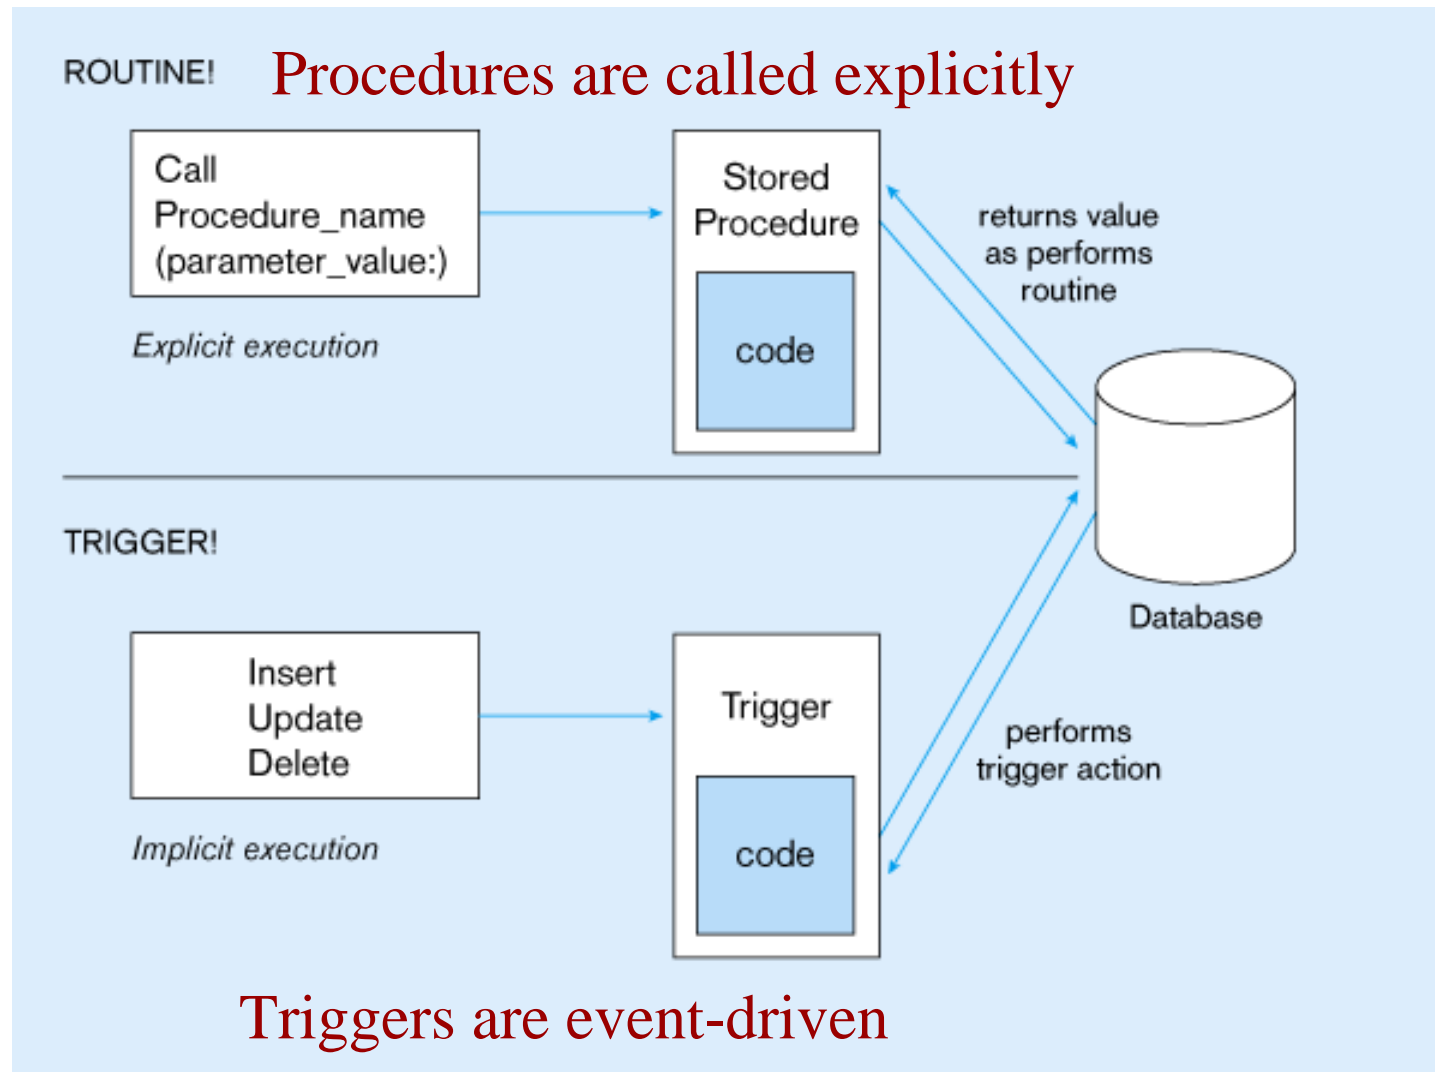 ROUTINE!
Procedures are called explicitly
Call
Procedure_name
(parameter_value:)
Explicit execution
Stored
Procedure
code
returns value
as performs
routine
Database
TRIGGER!
Insert
Update
Delete
Implicit execution
Trigger
code
performs
trigger action
Triggers are event-driven